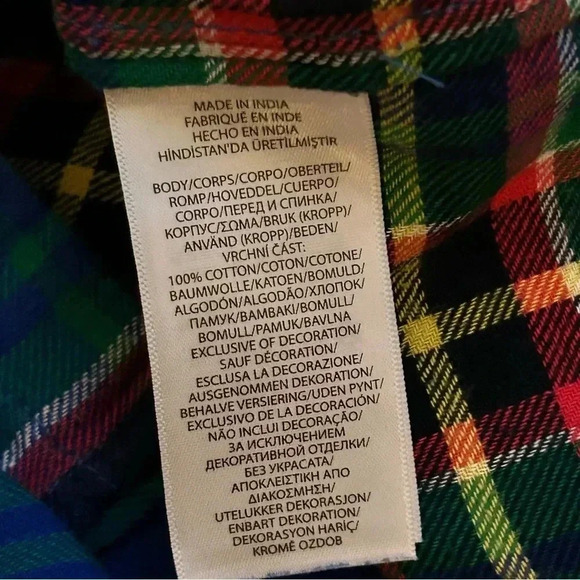 MADE IN INDIA
FABRIQUÉ EN INDE
HECHO EN INDIA
HİNDİSTAN'DA ÜRETİLMİŞTİR
BODY/CORPS/CORPO/OBERTEIL/
ROMP/HOVEDDEL/CUERPO/
CORPO/ПЕРЕД И СПИНКА/
КОРПУС/ΣΩΜΑ/BRUK (KROPP)/
ANVÄND (KROPP)/BEDEN/
VRCHNÍ ČÁST:
100% COTTON/COTON/COTONE/
BAUMWOLLE/KATOEN/BOMULD/
ALGODÓN/ALGODÃO/ХЛОПОК/
ПАМУК/ΒΑΜΒΑΚΙ/BOMULL/
BOMULL/PAMUK/BAVLNA
EXCLUSIVE OF DECORATION/
SAUF DÉCORATION/
ESCLUSA LA DECORAZIONE/
AUSGENOMMEN DEKORATION/
BEHALVE VERSIERING/UDEN PYNT/
EXCLUSIVO DE LA DECORACIÓN/
NÃO INCLUI DECORAÇÃO/
ЗА ИСКЛЮЧЕНИЕМ
ДЕКОРАТИВНОЙ ОТДЕЛКИ/
БЕЗ УКРАСАТА/
ΑΠΟΚΛΕΙΣΤΙΚΗ ΑΠΟ
ΔΙΑΚΟΣΜΗΣΗ/
UTELUKKER DEKORASJON/
ENBART DEKORATION/
DEKORASYON HARİÇ/
KROMĚ OZDOB